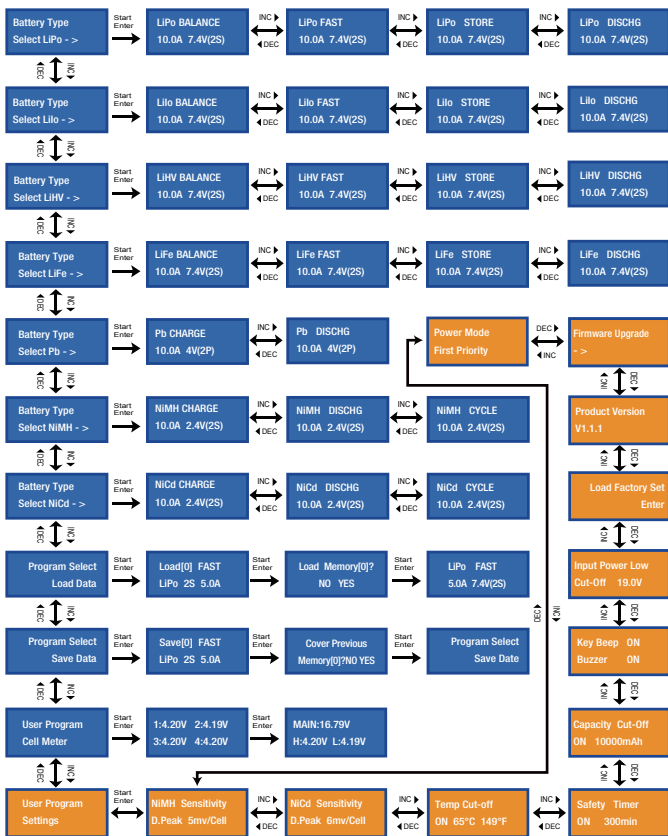 Battery Type
Select LiPo - >
Start
Enter
LiPo BALANCE
10.0A 7.4V(2S)
INC
DEC
LiPo FAST
10.0A 7.4V(2S)
INC
DEC
LiPo STORE
10.0A 7.4V(2S)
INC
DEC
LiPo DISCHG
10.0A 7.4V(2S)
DEC
INC
Battery Type
Select LiIo - >
Start
Enter
LiIo BALANCE
10.0A 7.4V(2S)
INC
DEC
LiIo FAST
10.0A 7.4V(2S)
INC
DEC
LiIo STORE
10.0A 7.4V(2S)
INC
DEC
LiIo DISCHG
10.0A 7.4V(2S)
DEC
INC
Battery Type
Select LiHV - >
Start
Enter
LiHV BALANCE
10.0A 7.4V(2S)
INC
DEC
LiHV FAST
10.0A 7.4V(2S)
INC
DEC
LiHV STORE
10.0A 7.4V(2S)
INC
DEC
LiHV DISCHG
10.0A 7.4V(2S)
DEC
INC
Battery Type
Select LiFe - >
Start
Enter
LiFe BALANCE
10.0A 7.4V(2S)
INC
DEC
LiFe FAST
10.0A 7.4V(2S)
INC
DEC
LiFe STORE
10.0A 7.4V(2S)
INC
DEC
LiFe DISCHG
10.0A 7.4V(2S)
DEC
INC
Battery Type
Select Pb - >
Start
Enter
Pb CHARGE
10.0A 4V(2P)
INC
DEC
Pb DISCHG
10.0A 4V(2P)
Power Mode
First Priority
DEC
INC
Firmware Upgrade
- >
DEC
INC
INC
DEC
Battery Type
Select NiMH - >
Start
Enter
NiMH CHARGE
10.0A 2.4V(2S)
INC
DEC
NiMH DISCHG
10.0A 2.4V(2S)
INC
DEC
NiMH CYCLE
10.0A 2.4V(2S)
Product Version
V1.1.1
DEC
INC
INC
DEC
Battery Type
Select NiCd - >
Start
Enter
NiCd CHARGE
10.0A 2.4V(2S)
INC
DEC
NiCd DISCHG
10.0A 2.4V(2S)
INC
DEC
NiCd CYCLE
10.0A 2.4V(2S)
Load Factory Set
Enter
DEC
INC
INC
DEC
Program Select
Load Data
Start
Enter
Load[0] FAST
LiPo 2S 5.0A
Start
Enter
Load Memory[0]?
NO YES
Start
Enter
LiPo FAST
5.0A 7.4V(2S)
Input Power Low
Cut-Off 19.0V
DEC
INC
DEC
INC
INC
DEC
Program Select
Save Data
Start
Enter
Save[0] FAST
LiPo 2S 5.0A
Start
Enter
Cover Previous
Memory[0]?NO YES
Start
Enter
Program Select
Save Date
Key Beep ON
Buzzer ON
DEC
INC
INC
DEC
User Program
Cell Meter
Start
Enter
1:4.20V 2:4.19V
3:4.20V 4:4.20V
Start
Enter
MAIN:16.79V
H:4.20V L:4.19V
Capacity Cut-Off
ON 10000mAh
DEC
INC
INC
DEC
User Program
Settings
Start
Enter
NiMH Sensitivity
D.Peak 5mv/Cell
INC
DEC
NiCd Sensitivity
D.Peak 6mv/Cell
INC
DEC
Temp Cut-off
ON 65°C 149°F
INC
DEC
Safety Timer
ON 300min